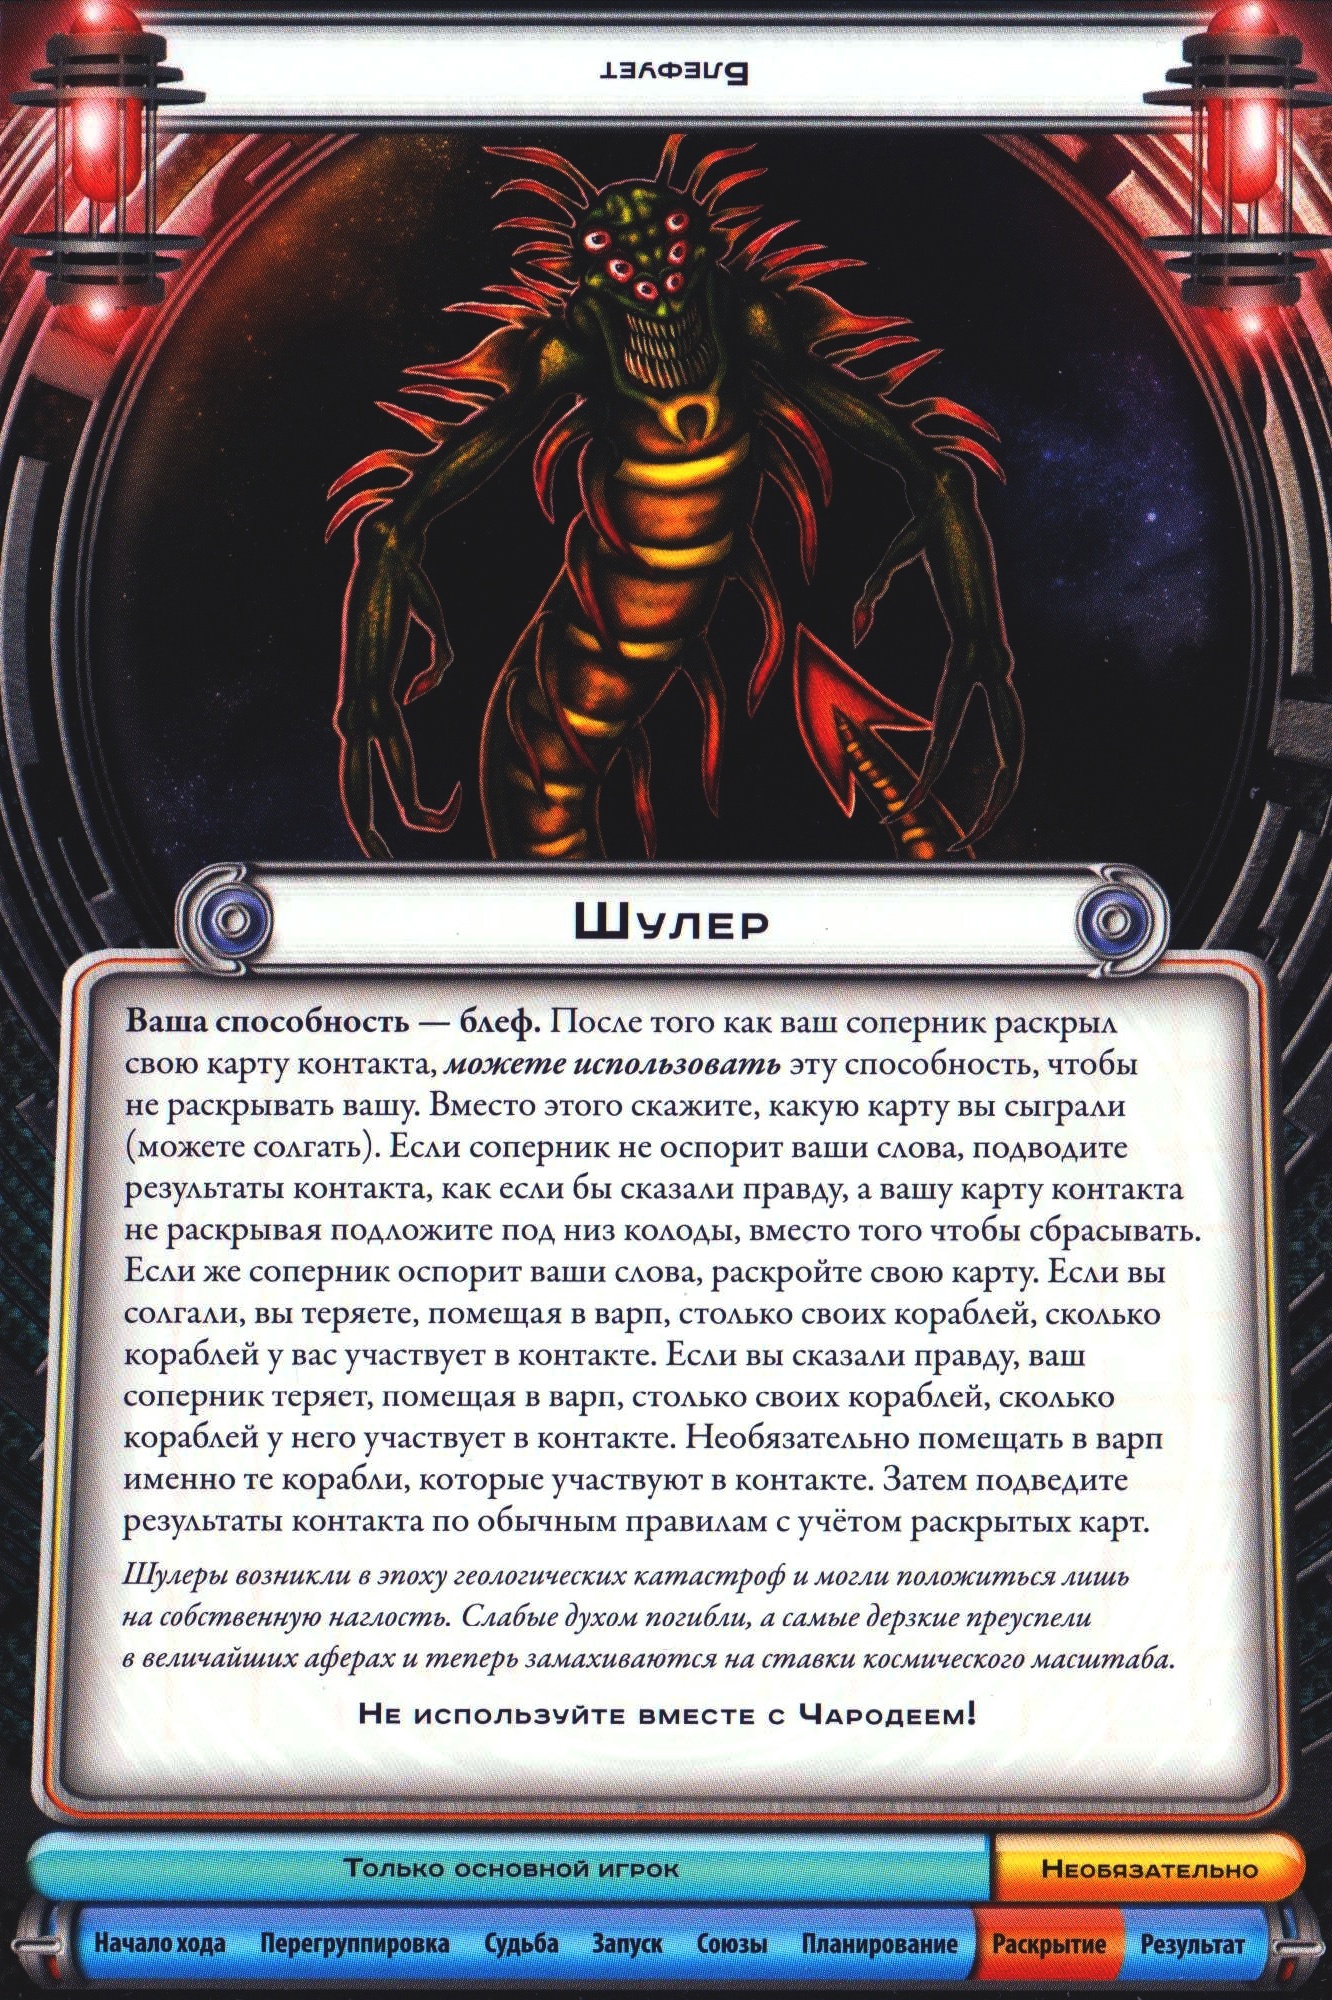 Блефует
Шулер
Ваша способность — блеф. После того как ваш соперник раскрыл
свою карту контакта, можете использовать эту способность, чтобы
не раскрывать вашу. Вместо этого скажите, какую карту вы сыграли
(можете солгать). Если соперник не оспорит ваши слова, подводите
результаты контакта, как если бы сказали правду, а вашу карту контакта
не раскрывая подложите под низ колоды, вместо того чтобы сбрасывать.
Если же соперник оспорит ваши слова, раскройте свою карту. Если вы
солгали, вы теряете, помещая в варп, столько своих кораблей, сколько
кораблей у вас участвует в контакте. Если вы сказали правду, ваш
соперник теряет, помещая в варп, столько своих кораблей, сколько
кораблей у него участвует в контакте. Необязательно помещать в варп
именно те корабли, которые участвуют в контакте. Затем подведите
результаты контакта по обычным правилам с учётом раскрытых карт.
Шулеры возникли в эпоху геологических катастроф и могли положиться лишь
на собственную наглость. Слабые духом погибли, а самые дерзкие преуспели
в величайших аферах и теперь замахиваются на ставки космического масштаба.
Не используйте вместе с Чародеем!
Только основной игрок Необязательно
Начало хода Перегруппировка Судьба Запуск Союзы Планирование Раскрытие Результат